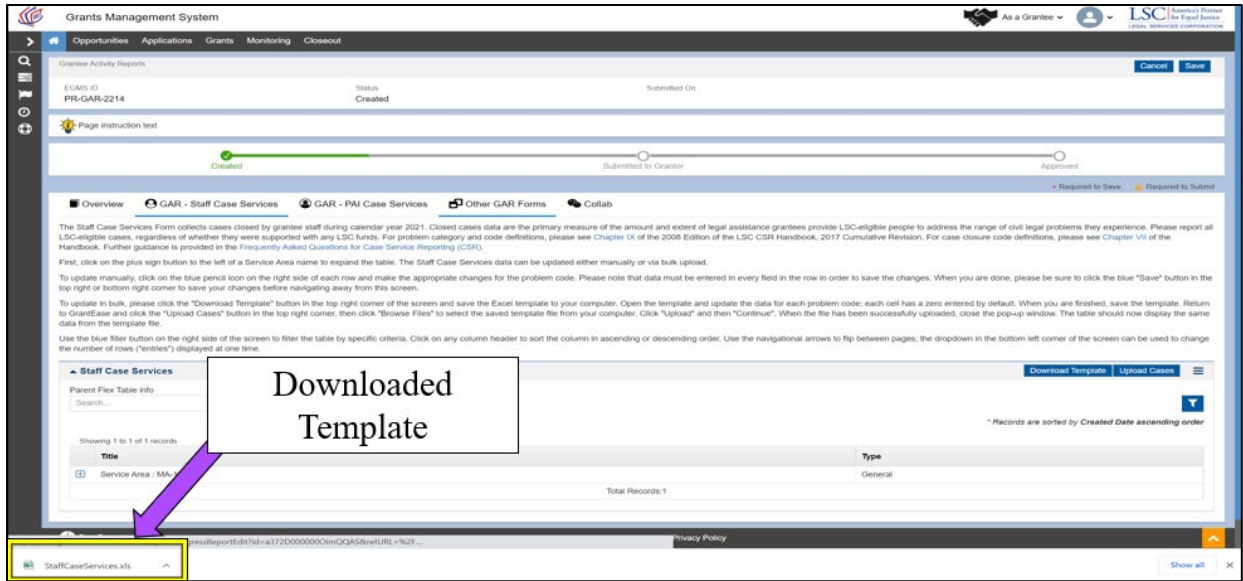 Grants Management System
As a Grantee
LSC America's Partner for Equal Justice
LEGAL SERVICES CORPORATION
Opportunities Applications Grants Monitoring Closeout
Grantee Activity Reports
Cancel Save
EGMS ID Status Submitted On
PR-GAR-2214 Created
Page instruction text
Created Submitted to Grantor Approved
Required to Save Required to Submit
Overview GAR - Staff Case Services GAR - PAI Case Services Other GAR Forms Collab
The Staff Case Services Form collects cases closed by grantee staff during calendar year 2021. Closed cases data are the primary measure of the amount and extent of legal assistance grantees provide LSC-eligible people to address the range of civil legal problems they experience. Please report all
LSC-eligible cases, regardless of whether they were supported with any LSC funds. For problem category and code definitions, please see Chapter IX of the 2008 Edition of the LSC CSR Handbook, 2017 Cumulative Revision. For case closure code definitions, please see Chapter VII of the
Handbook. Further guidance is provided in the Frequently Asked Questions for Case Service Reporting (CSR).
First, click on the plus sign button to the left of a Service Area name to expand the table. The Staff Case Services data can be updated either manually or via bulk upload.
To update manually, click on the blue pencil icon on the right side of each row and make the appropriate changes for the problem code. Please note that data must be entered in every field in the row in order to save the changes. When you are done, please be sure to click the blue "Save" button in the
top right or bottom right corner to save your changes before navigating away from this screen.
To update in bulk, please click the "Download Template" button in the top right corner of the screen and save the Excel template to your computer. Open the template and update the data for each problem code; each cell has a zero entered by default. When you are finished, save the template. Return
to GrantEase and click the "Upload Cases" button in the top right corner, then click "Browse Files" to select the saved template file from your computer. Click "Upload" and then "Continue". When the file has been successfully uploaded, close the pop-up window. The table should now display the same
data from the template file.
Use the blue filter button on the right side of the screen to filter the table by specific criteria. Click on any column header to sort the column in ascending or descending order. Use the navigational arrows to flip between pages; the dropdown in the bottom left corner of the screen can be used to change
the number of rows ("entries") displayed at one time.
Staff Case Services Download Template Upload Cases
Parent Flex Table info
Search...
Downloaded
Template
* Records are sorted by Created Date ascending order
Showing 1 to 1 of 1 records
Title Type
Service Area : MA- General
Total Records:1
Privacy Policy
StaffCaseServices.xls Show all